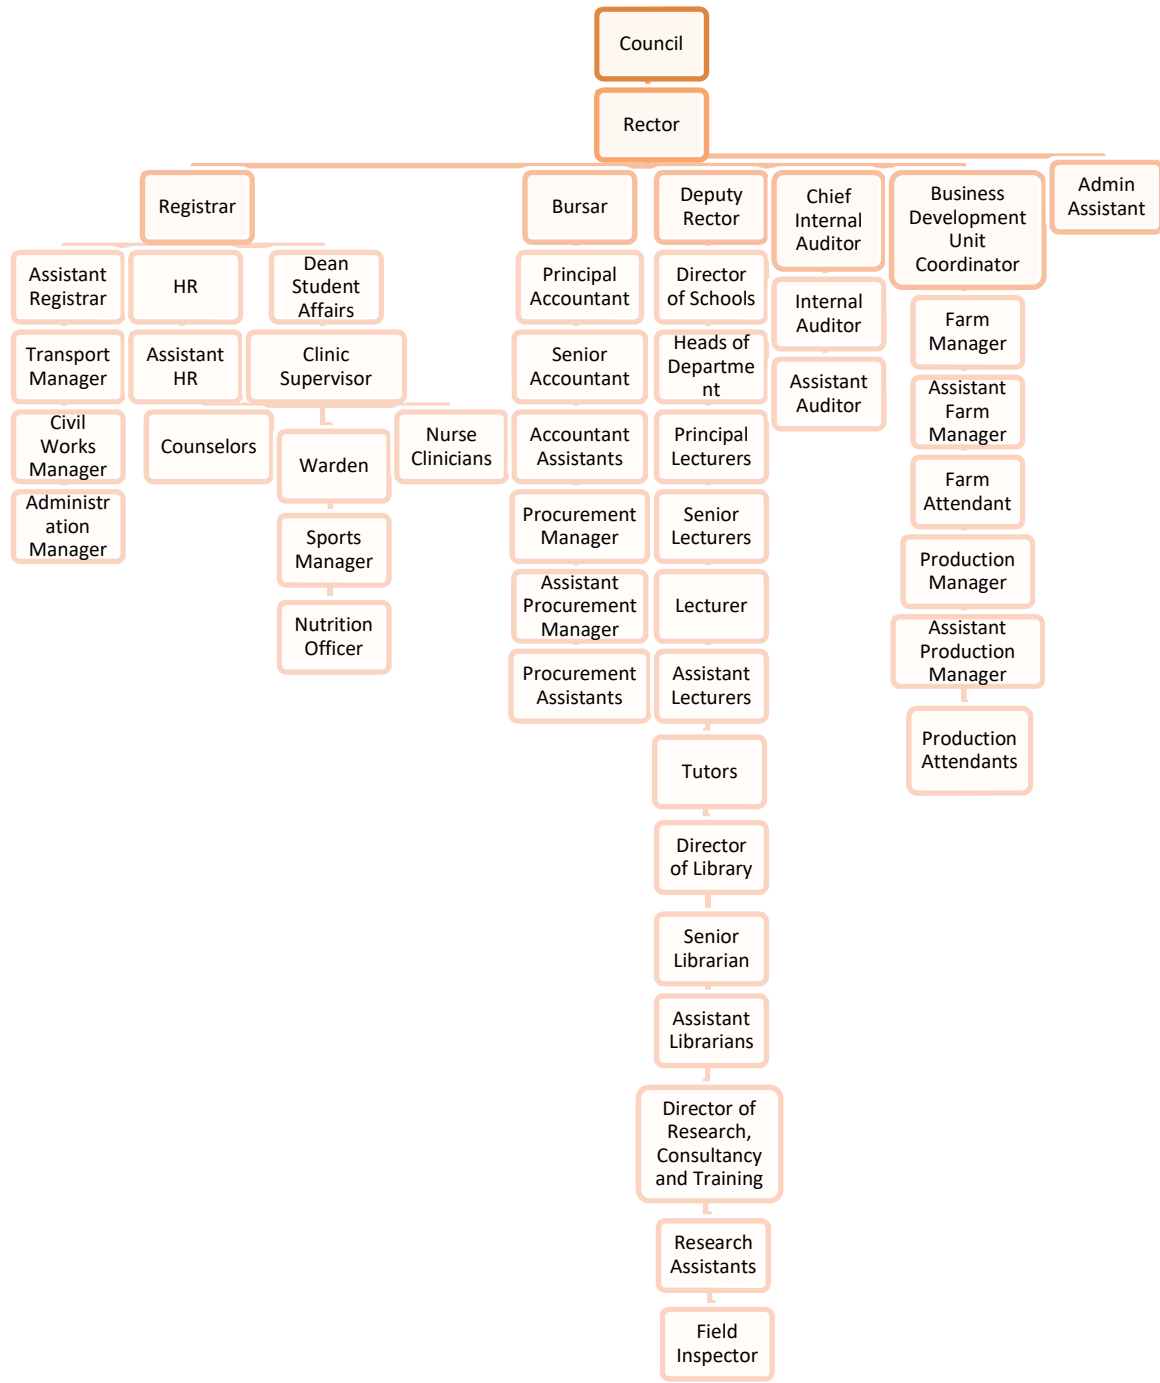 Council
Rector
Registrar
Bursar
Deputy
Rector
Chief
Internal
Auditor
Business
Development
Unit
Coordinator
Admin
Assistant
Assistant
Registrar
HR
Dean
Student
Affairs
Transport
Manager
Assistant
HR
Clinic
Supervisor
Civil
Works
Manager
Counselors
Warden
Nurse
Clinicians
Administr
ation
Manager
Sports
Manager
Nutrition
Officer
Principal
Accountant
Senior
Accountant
Accountant
Assistants
Procurement
Manager
Assistant
Procurement
Manager
Procurement
Assistants
Director
of Schools
Heads of
Departme
nt
Principal
Lecturers
Senior
Lecturers
Lecturer
Assistant
Lecturers
Tutors
Director
of Library
Senior
Librarian
Assistant
Librarians
Director of
Research,
Consultancy
and Training
Research
Assistants
Field
Inspector
Internal
Auditor
Assistant
Auditor
Farm
Manager
Assistant
Farm
Manager
Farm
Attendant
Production
Manager
Assistant
Production
Manager
Production
Attendants